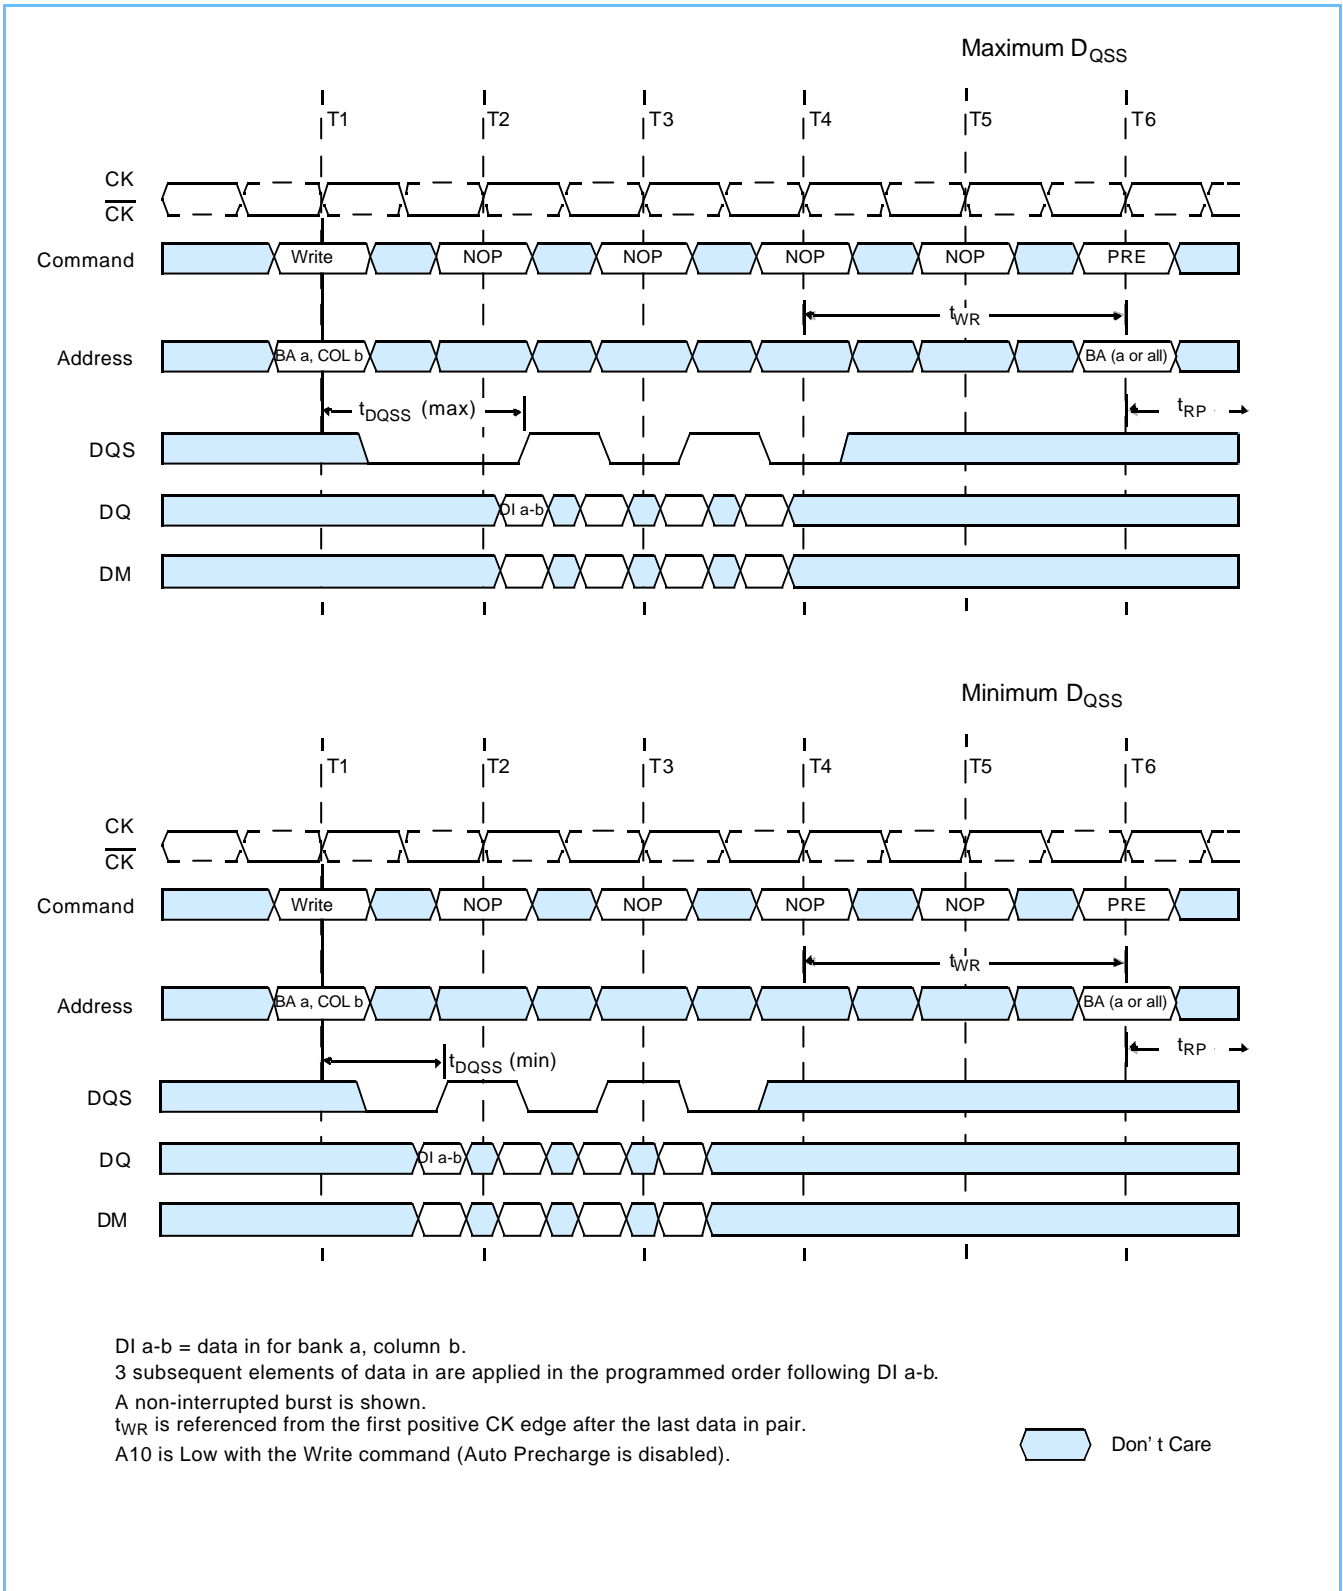 Maximum DQSS
T1 T2 T3 T4 T5 T6
CK
CK
Command Write NOP NOP NOP NOP PRE
tWR
Address BA a, COL b BA (a or all)
tDQSS (max) tRP
DQS
DQ DI a-b
DM
Minimum DQSS
T1 T2 T3 T4 T5 T6
CK
CK
Command Write NOP NOP NOP NOP PRE
tWR
Address BA a, COL b BA (a or all)
tDQSS (min) tRP
DQS
DQ DI a-b
DM
DI a-b = data in for bank a, column b.
3 subsequent elements of data in are applied in the programmed order following DI a-b.
A non-interrupted burst is shown.
tWR is referenced from the first positive CK edge after the last data in pair.
A10 is Low with the Write command (Auto Precharge is disabled).
Don' t Care